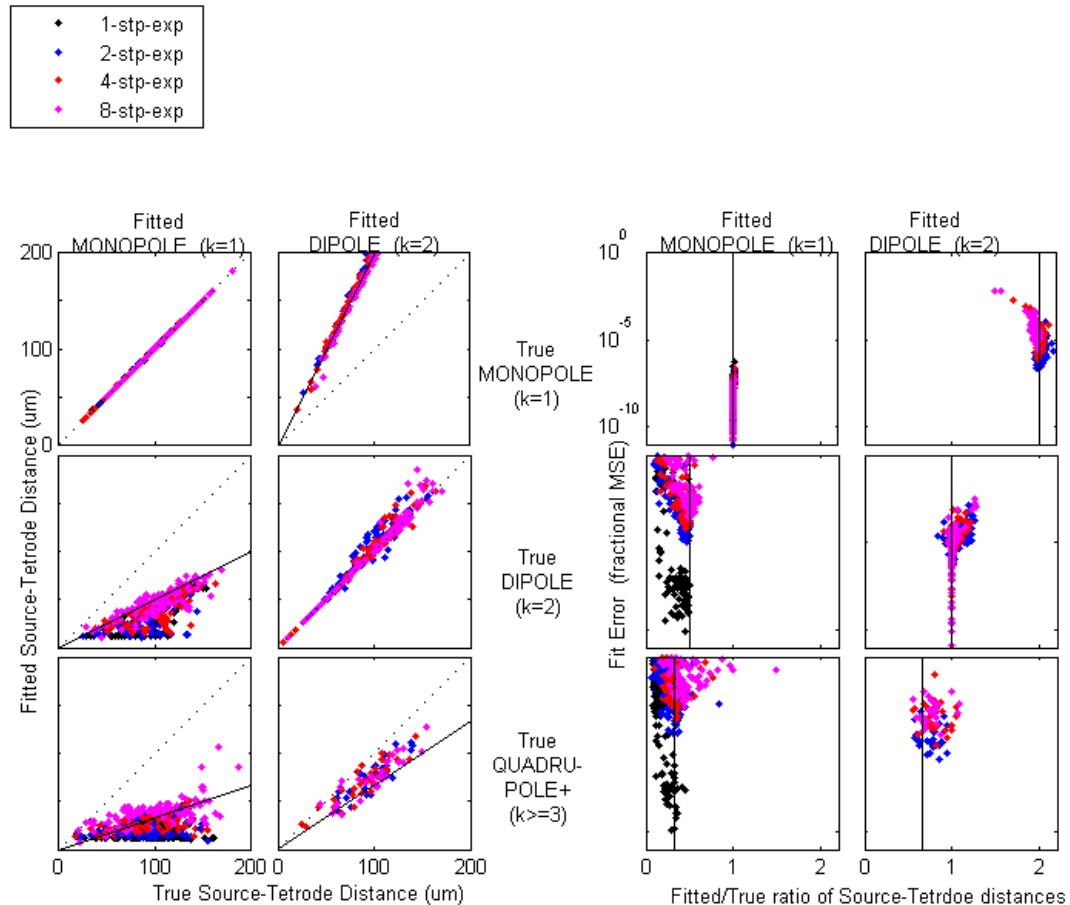 1-stp-exp
2-stp-exp
4-stp-exp
8-stp-exp
Fitted
MONOPOLE (k=1)
Fitted
DIPOLE (k=2)
Fitted
MONOPOLE (k=1)
Fitted
DIPOLE (k=2)
200
100
0
10^0
10^-5
10^-10
True
MONOPOLE
(k=1)
True
DIPOLE
(k=2)
True
QUADRU-
POLE+
(k>=3)
Fitted Source-Tetrode Distance (um)
Fit Error (fractional MSE)
0 100 200
0 100 200
0 1 2
0 1 2
True Source-Tetrode Distance (um)
Fitted/True ratio of Source-Tetrdoe distances